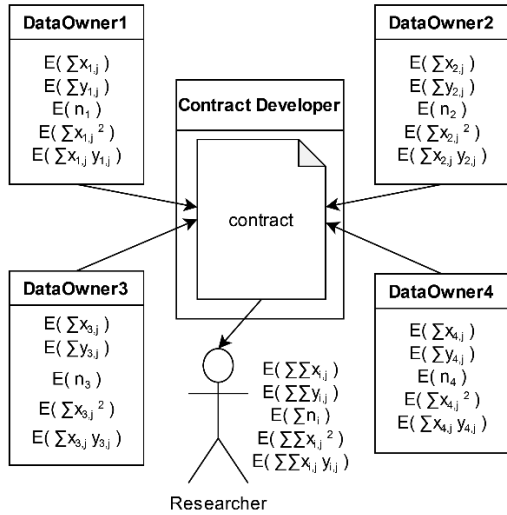 DataOwner1
E( ∑x₁,ⱼ )
E( ∑y₁,ⱼ )
E( n₁ )
E( ∑x₁,ⱼ ² )
E( ∑x₁,ⱼ y₁,ⱼ )
DataOwner2
E( ∑x₂,ⱼ )
E( ∑y₂,ⱼ )
E( n₂ )
E( ∑x₂,ⱼ ² )
E( ∑x₂,ⱼ y₂,ⱼ )
Contract Developer
contract
DataOwner3
E( ∑x₃,ⱼ )
E( ∑y₃,ⱼ )
E( n₃ )
E( ∑x₃,ⱼ ² )
E( ∑x₃,ⱼ y₃,ⱼ )
DataOwner4
E( ∑x₄,ⱼ )
E( ∑y₄,ⱼ )
E( n₄ )
E( ∑x₄,ⱼ ² )
E( ∑x₄,ⱼ y₄,ⱼ )
E( ∑∑xᵢ,ⱼ )
E( ∑∑yᵢ,ⱼ )
E( ∑nᵢ )
E( ∑∑xᵢ,ⱼ ² )
E( ∑∑xᵢ,ⱼ yᵢ,ⱼ )
Researcher